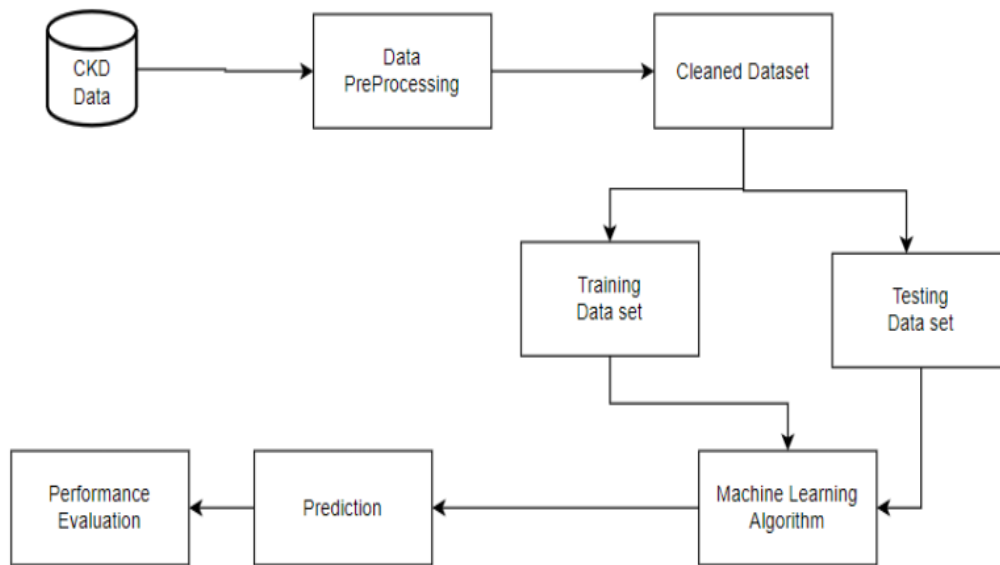 CKD
Data
Data
PreProcessing
Cleaned Dataset
Training
Data set
Testing
Data set
Performance
Evaluation
Prediction
Machine Learning
Algorithm